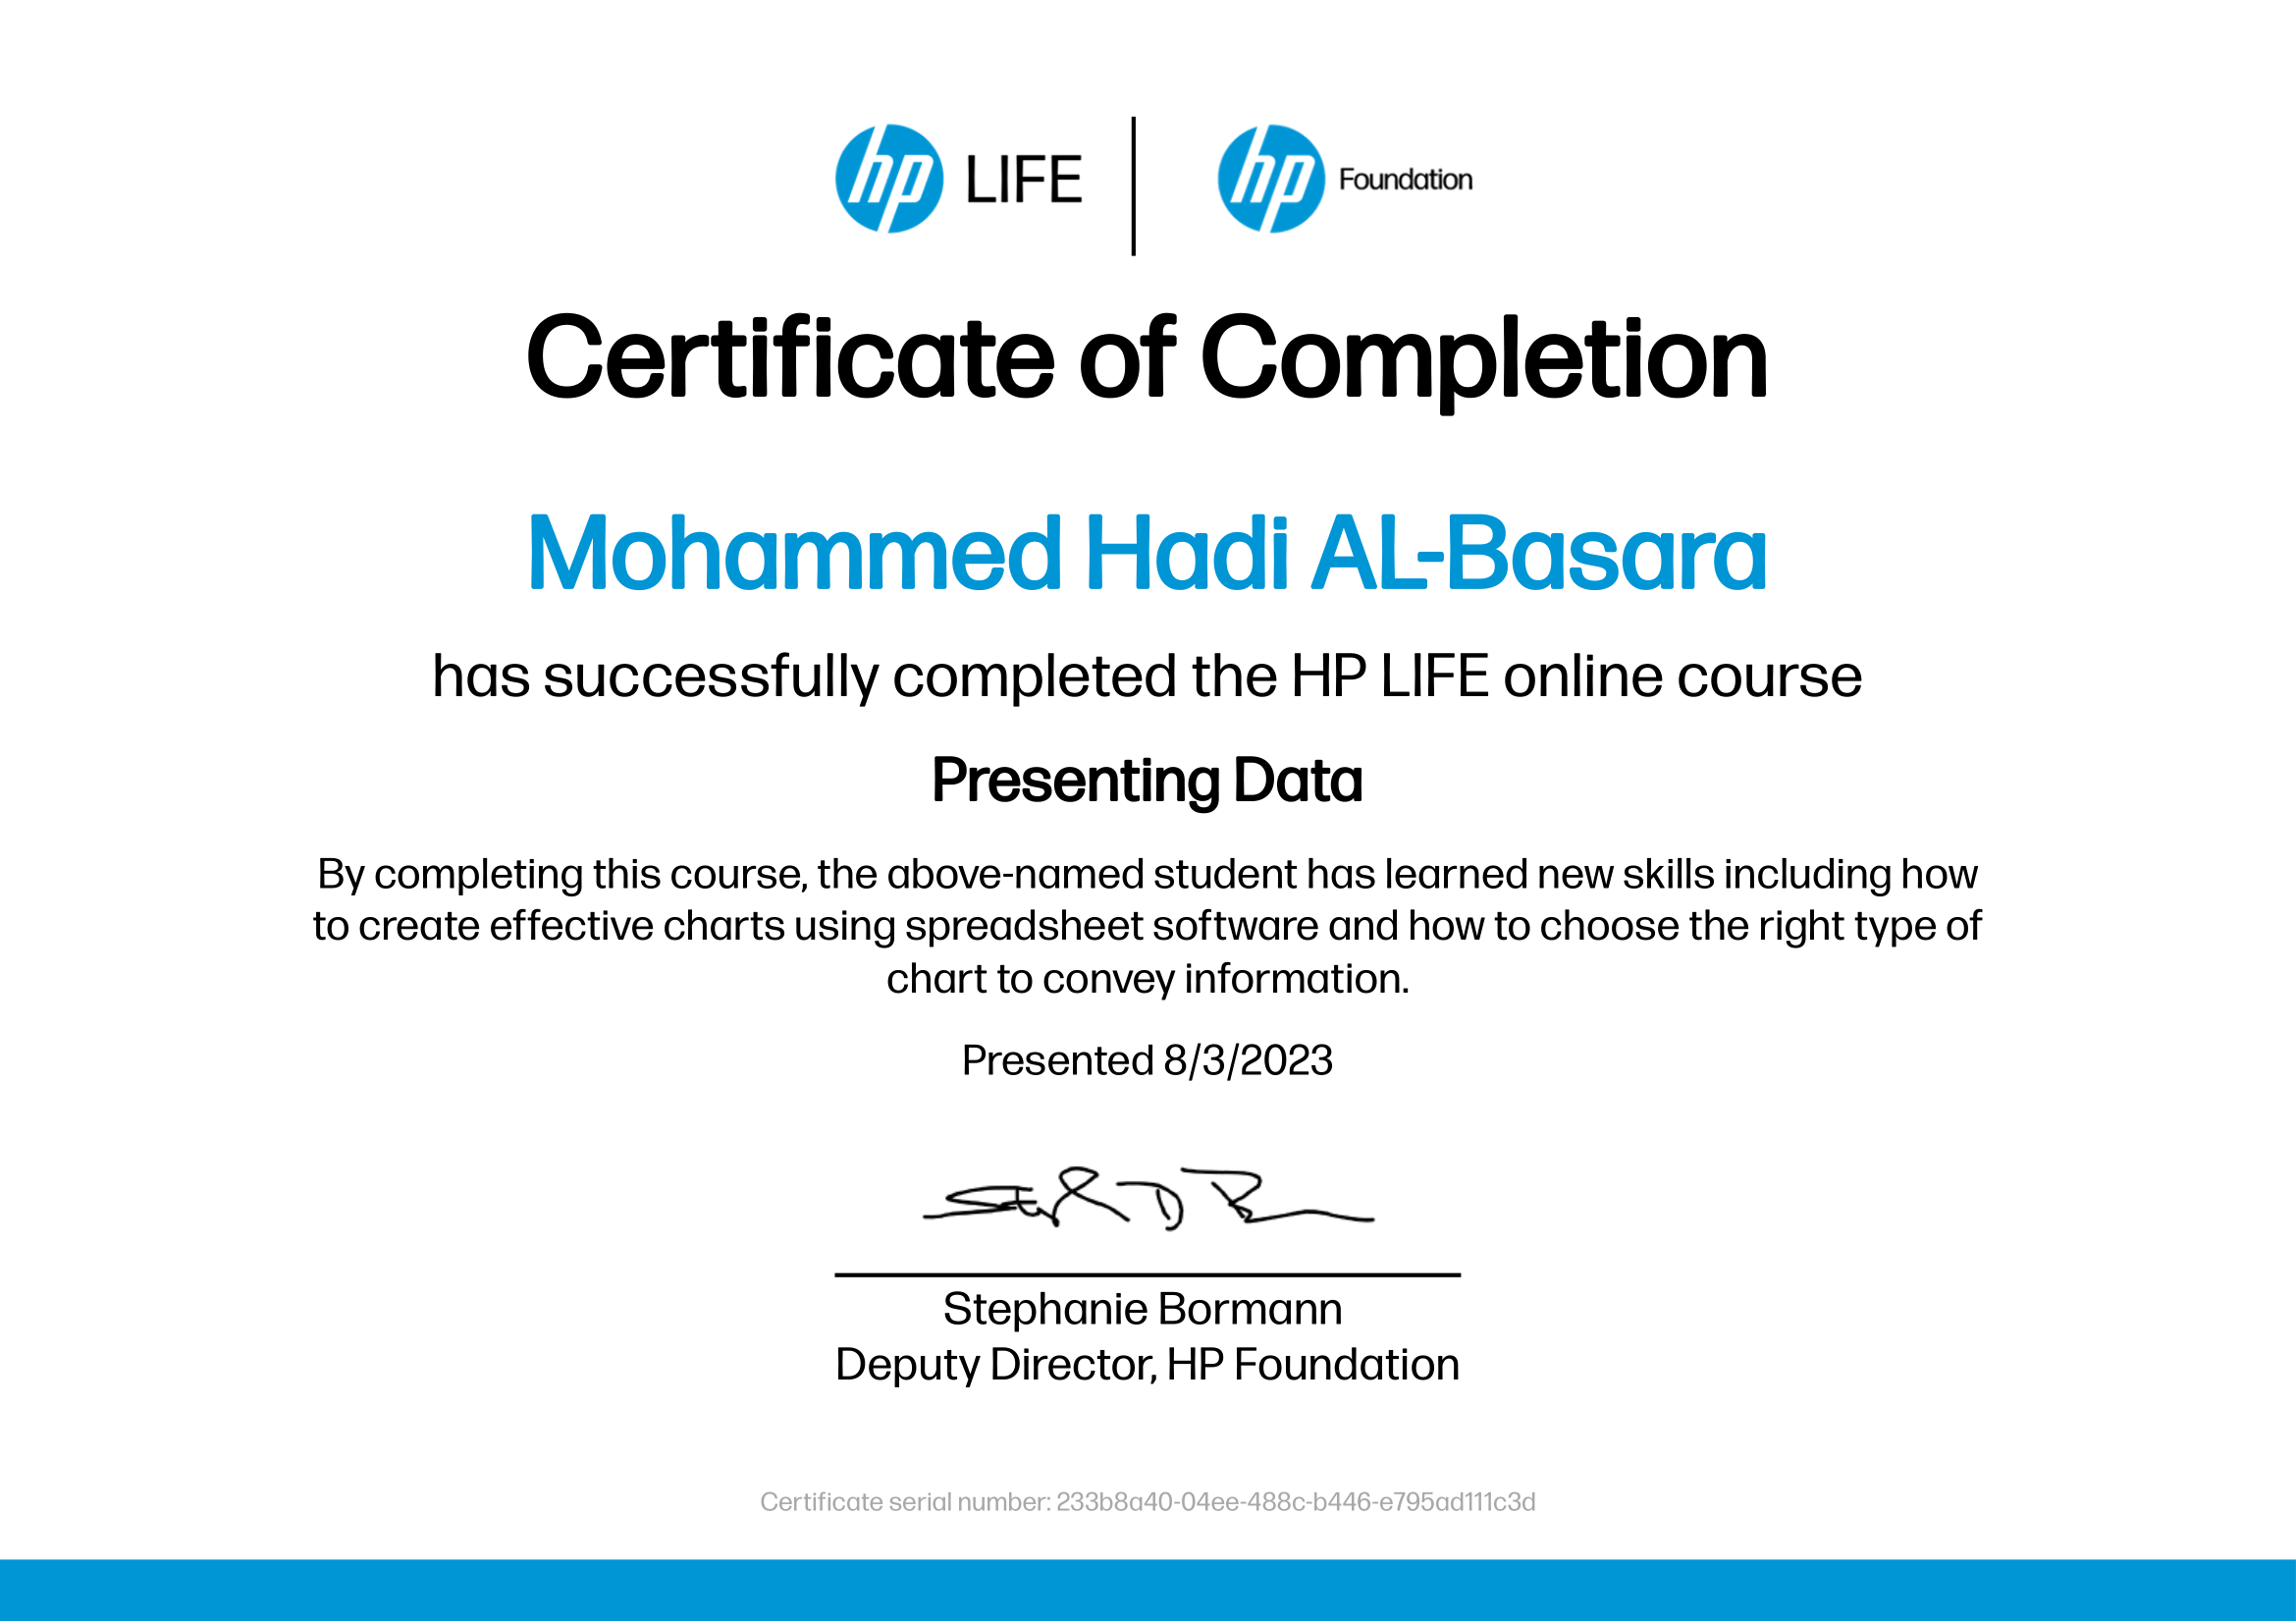 hp LIFE
hp Foundation
Certificate of Completion
Mohammed Hadi AL-Basara
has successfully completed the HP LIFE online course
Presenting Data
By completing this course, the above-named student has learned new skills including how
to create effective charts using spreadsheet software and how to choose the right type of
chart to convey information.
Presented 8/3/2023
Stephanie Bormann
Deputy Director, HP Foundation
Certificate serial number: 233b8a40-04ee-488c-b446-e795ad111c3d